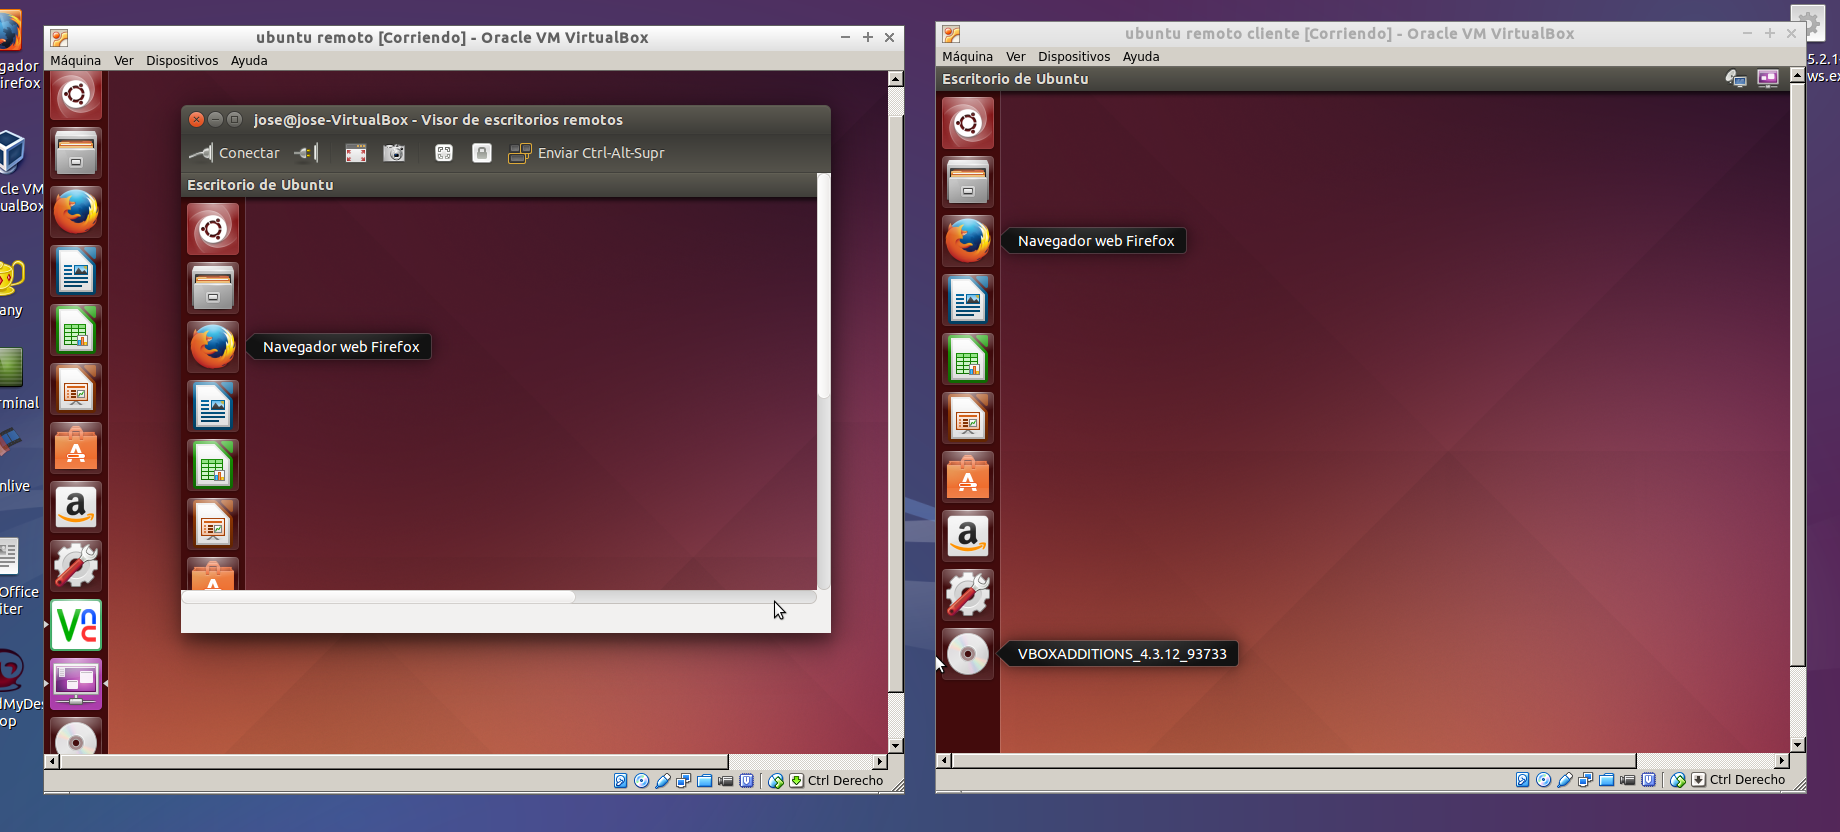 gador
irefox
cle VM
ualBox
any
rminal
nlive
Office
iter
dMyDes
op
ubuntu remoto [Corriendo] - Oracle VM VirtualBox
Máquina Ver Dispositivos Ayuda
jose@jose-VirtualBox - Visor de escritorios remotos
Conectar Enviar Ctrl-Alt-Supr
Escritorio de Ubuntu
Navegador web Firefox
Vnc
Ctrl Derecho
ubuntu remoto cliente [Corriendo] - Oracle VM VirtualBox
Máquina Ver Dispositivos Ayuda
Escritorio de Ubuntu
Navegador web Firefox
VBOXADDITIONS_4.3.12_93733
Ctrl Derecho
5.2.1-
ws.ex